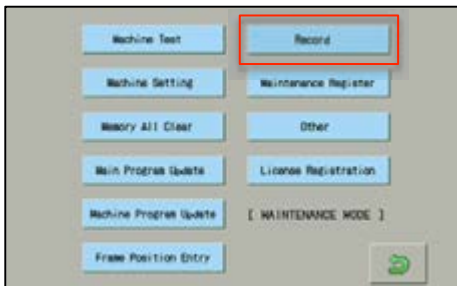 Machine Test
Record
Machine Setting
Maintenance Register
Memory All Clear
Other
Main Program Update
License Registration
Machine Program Update
[ MAINTENANCE MODE ]
Frame Position Entry